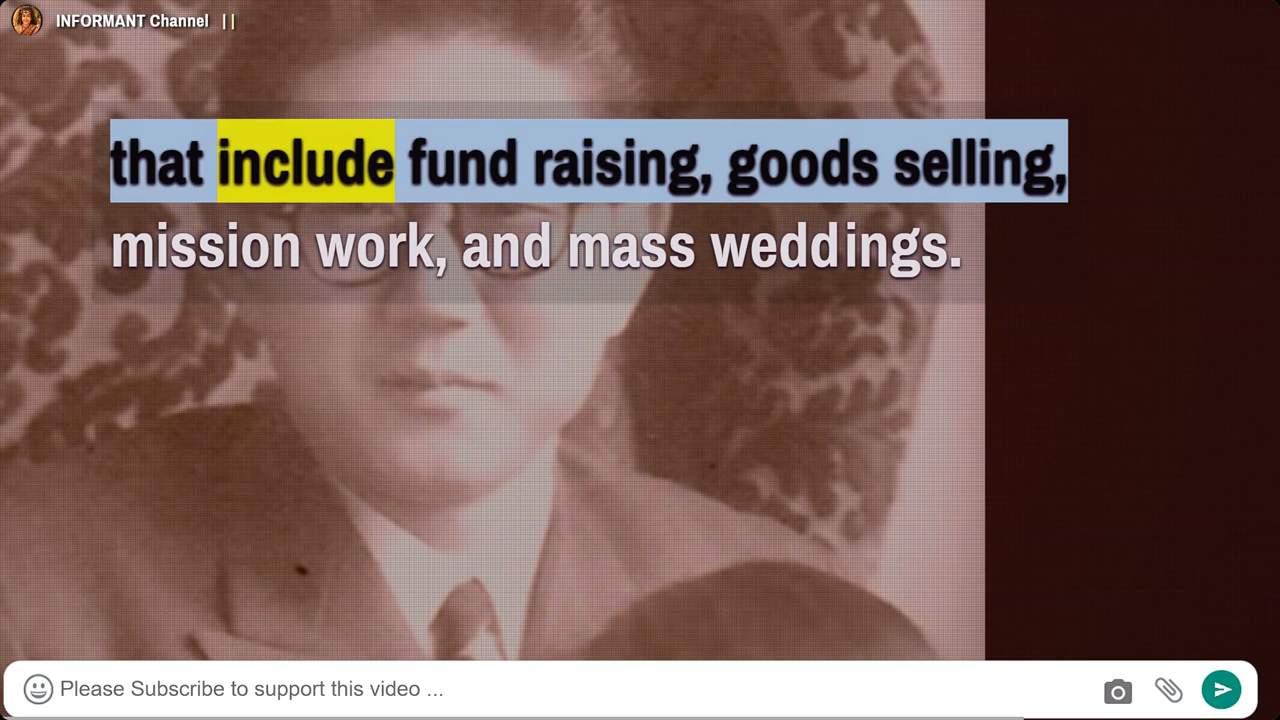 INFORMANT Channel ||
that include fund raising, goods selling,
mission work, and mass weddings.
Please Subscribe to support this video ...